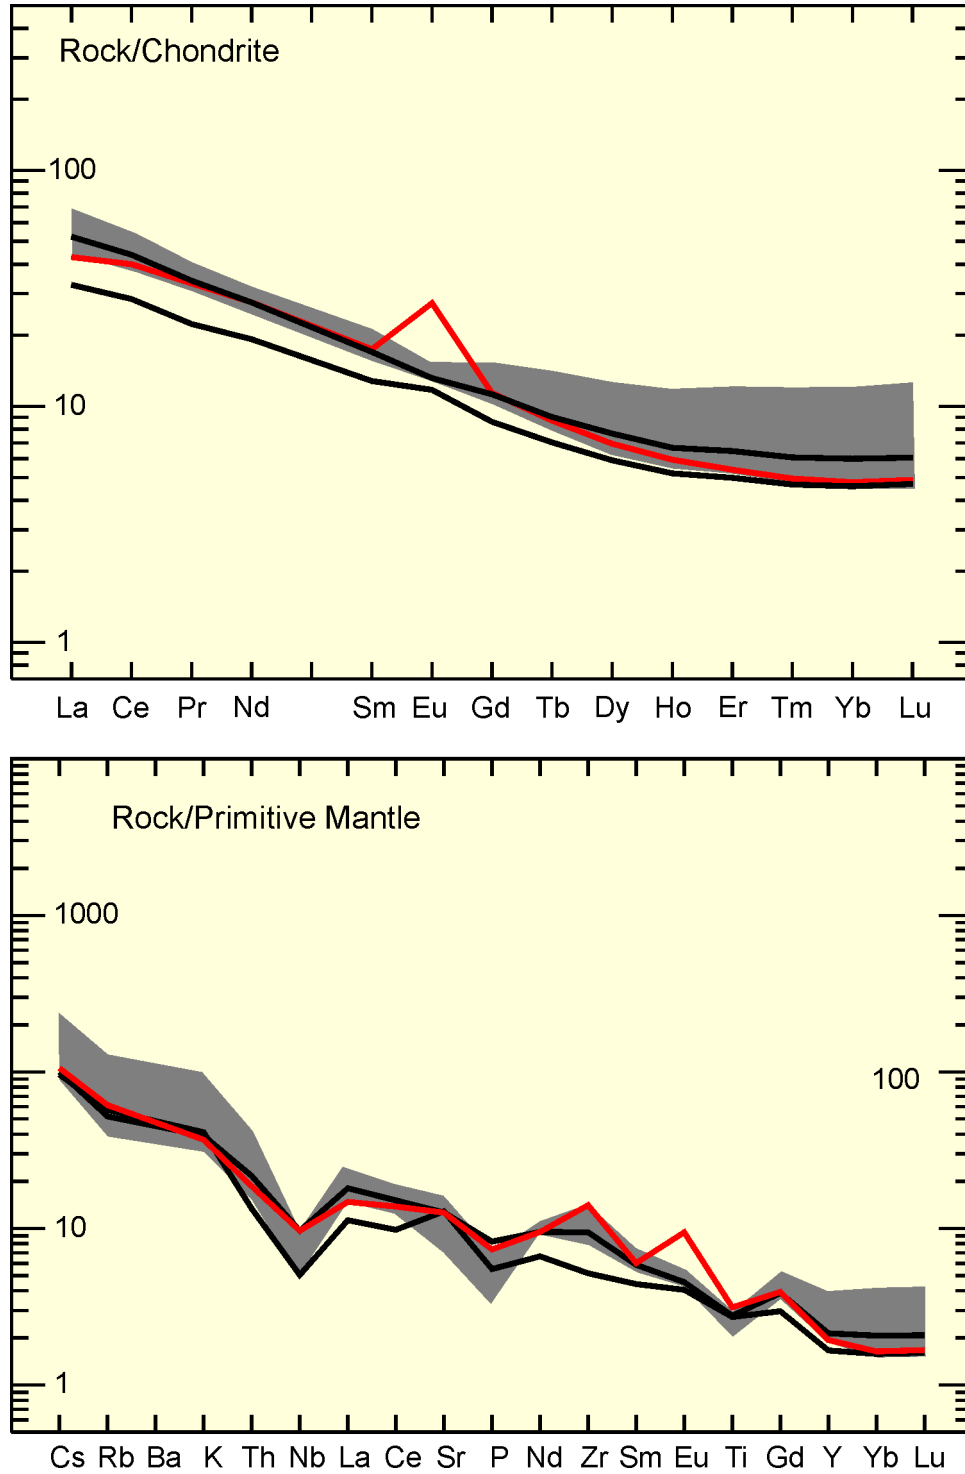 Rock/Chondrite
100
10
1
La Ce Pr Nd Sm Eu Gd Tb Dy Ho Er Tm Yb Lu
Rock/Primitive Mantle
1000
100
10
1
Cs Rb Ba K Th Nb La Ce Sr P Nd Zr Sm Eu Ti Gd Y Yb Lu